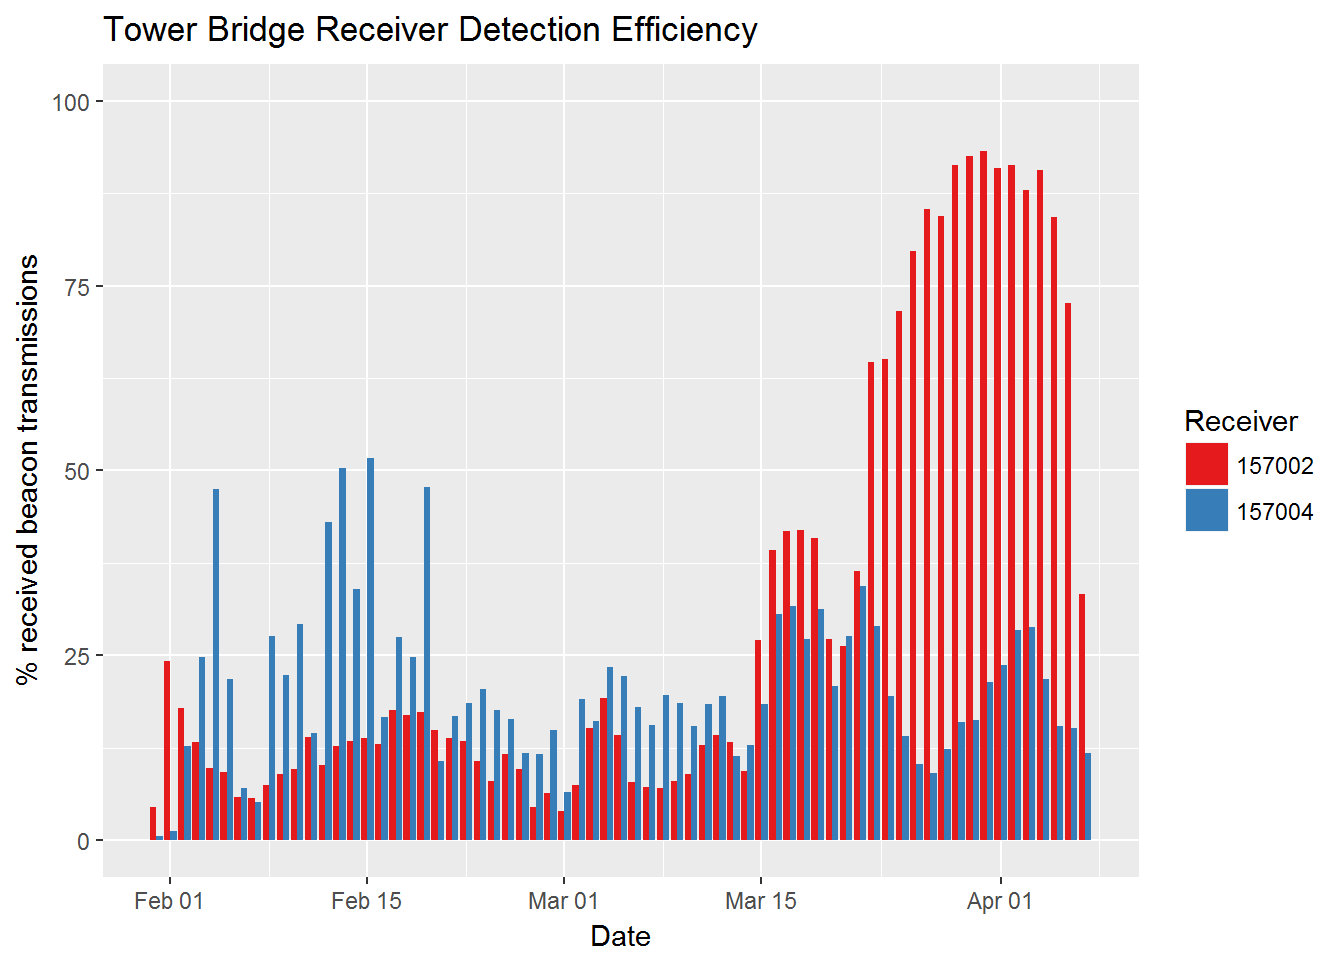 Tower Bridge Receiver Detection Efficiency
% received beacon transmissions
100
75
50
25
0
Feb 01
Feb 15
Mar 01
Mar 15
Apr 01
Date
Receiver
157002
157004